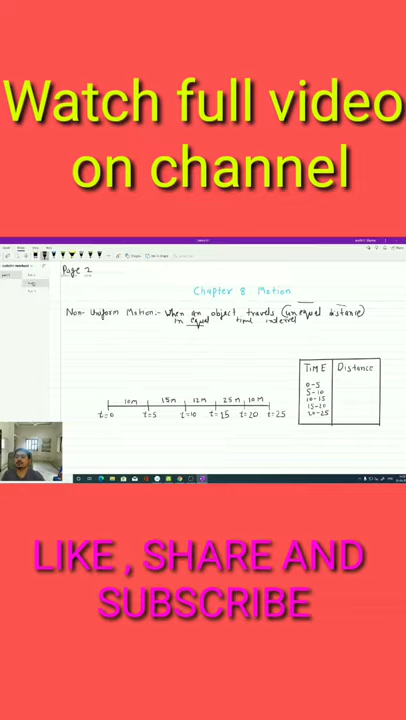 Watch full video
on channel
Page 2
Chapter 8 Motion
Non-Uniform Motion:- When an object travels (unequal distance)
in equal time interval
TIME Distance
0-5
5-10
10-15
15-20
20-25
10m 15m 12m 25m 10M
t=0 t=5 t=10 t=15 t=20 t=25
LIKE , SHARE AND
SUBSCRIBE